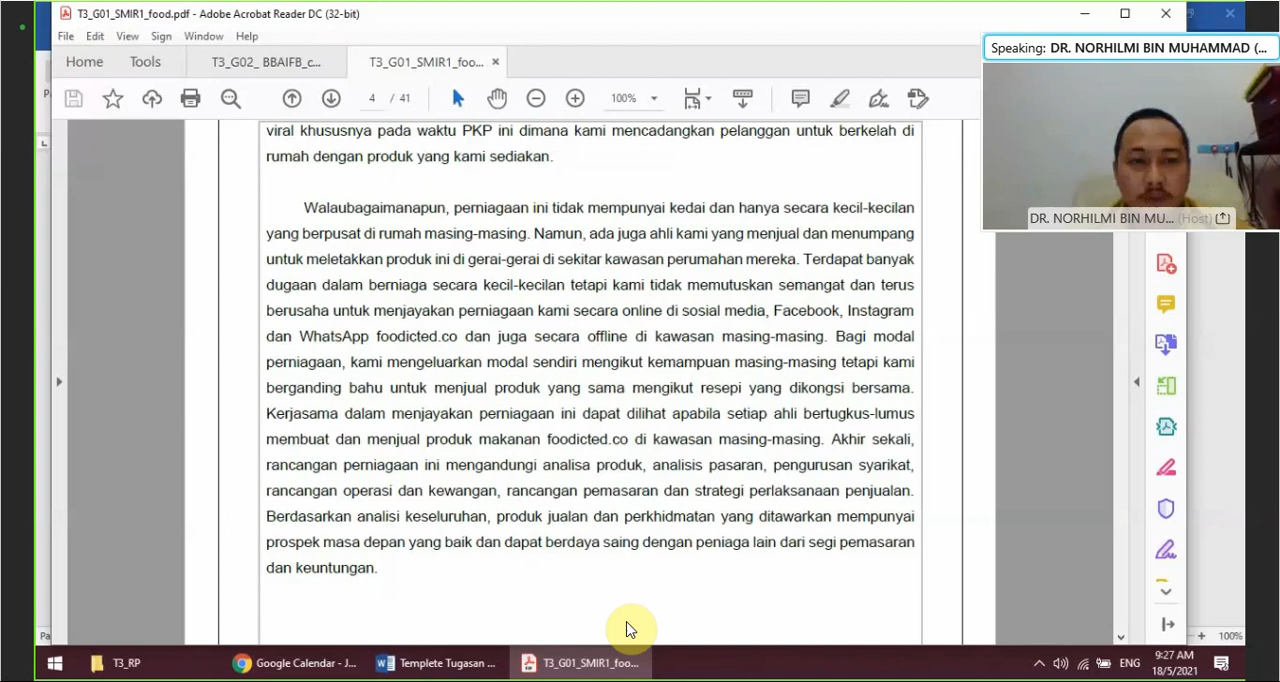 T3_G01_SMIR1_food.pdf - Adobe Acrobat Reader DC (32-bit)
File Edit View Sign Window Help
Speaking: DR. NORHILMI BIN MUHAMMAD (...
Home Tools T3_G02_ BBAIFB_c... T3_G01_SMIR1_foo... ×
4 / 41 100%
DR. NORHILMI BIN MU... (Host)
viral khususnya pada waktu PKP ini dimana kami mencadangkan pelanggan untuk berkelah di
rumah dengan produk yang kami sediakan.
Walaubagaimanapun, perniagaan ini tidak mempunyai kedai dan hanya secara kecil-kecilan
yang berpusat di rumah masing-masing. Namun, ada juga ahli kami yang menjual dan menumpang
untuk meletakkan produk ini di gerai-gerai di sekitar kawasan perumahan mereka. Terdapat banyak
dugaan dalam berniaga secara kecil-kecilan tetapi kami tidak memutuskan semangat dan terus
berusaha untuk menjayakan perniagaan kami secara online di sosial media, Facebook, Instagram
dan WhatsApp foodicted.co dan juga secara offline di kawasan masing-masing. Bagi modal
perniagaan, kami mengeluarkan modal sendiri mengikut kemampuan masing-masing tetapi kami
berganding bahu untuk menjual produk yang sama mengikut resepi yang dikongsi bersama.
Kerjasama dalam menjayakan perniagaan ini dapat dilihat apabila setiap ahli bertugkus-lumus
membuat dan menjual produk makanan foodicted.co di kawasan masing-masing. Akhir sekali,
rancangan perniagaan ini mengandungi analisa produk, analisis pasaran, pengurusan syarikat,
rancangan operasi dan kewangan, rancangan pemasaran dan strategi perlaksanaan penjualan.
Berdasarkan analisi keseluruhan, produk jualan dan perkhidmatan yang ditawarkan mempunyai
prospek masa depan yang baik dan dapat berdaya saing dengan peniaga lain dari segi pemasaran
dan keuntungan.
Pa 100%
T3_RP Google Calendar - J... Templete Tugasan ... T3_G01_SMIR1_foo... ENG 9:27 AM
18/5/2021